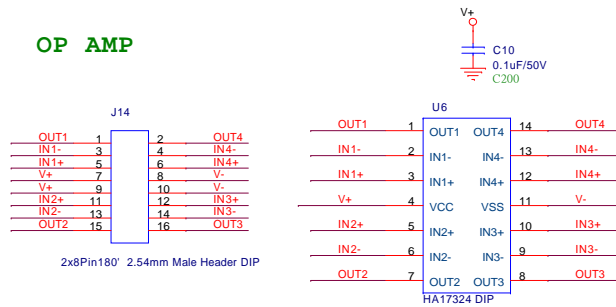 OP AMP
V+
C10
0.1uF/50V
C200
J14
OUT1 1 2 OUT4
IN1- 3 4 IN4-
IN1+ 5 6 IN4+
V+ 7 8 V-
V+ 9 10 V-
IN2+ 11 12 IN3+
IN2- 13 14 IN3-
OUT2 15 16 OUT3
2x8Pin180' 2.54mm Male Header DIP
U6
OUT1 1 OUT1 OUT4 14 OUT4
IN1- 2 IN1- IN4- 13 IN4-
IN1+ 3 IN1+ IN4+ 12 IN4+
V+ 4 VCC VSS 11 V-
IN2+ 5 IN2+ IN3+ 10 IN3+
IN2- 6 IN2- IN3- 9 IN3-
OUT2 7 OUT2 OUT3 8 OUT3
HA17324 DIP